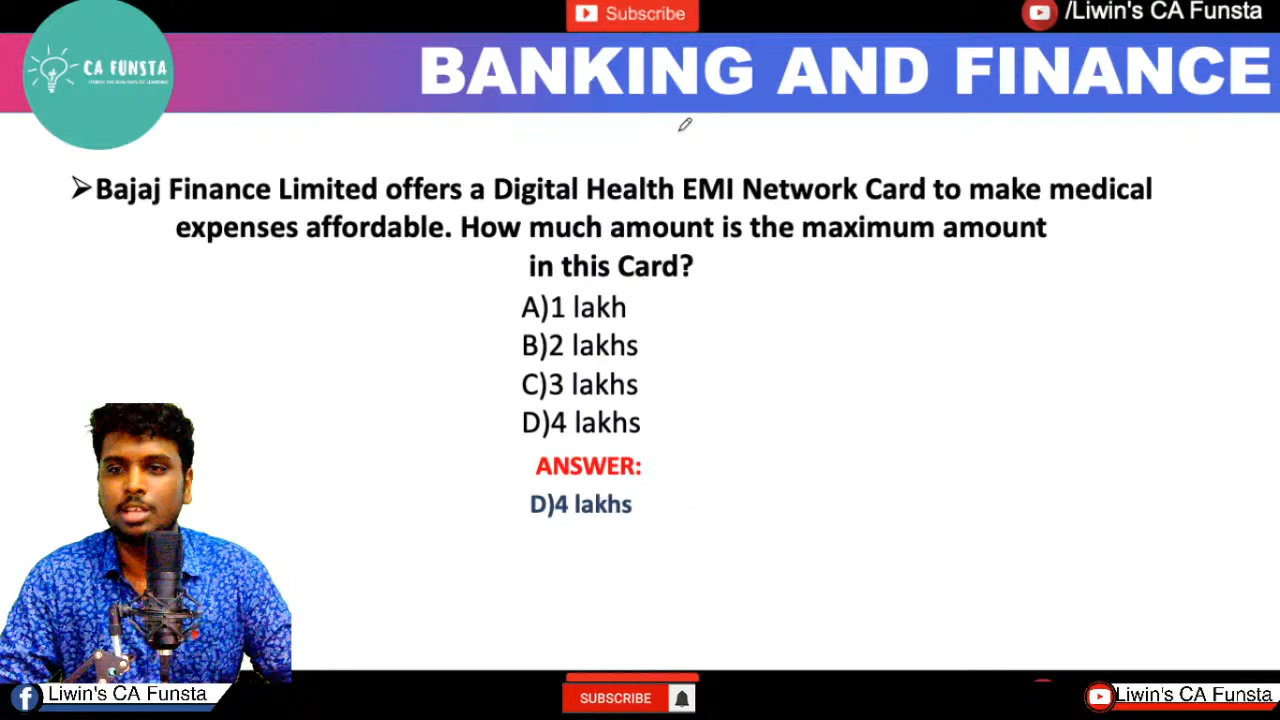 Subscribe
/Liwin's CA Funsta
CA FUNSTA
BANKING AND FINANCE
➢Bajaj Finance Limited offers a Digital Health EMI Network Card to make medical
expenses affordable. How much amount is the maximum amount
in this Card?
A)1 lakh
B)2 lakhs
C)3 lakhs
D)4 lakhs
ANSWER:
D)4 lakhs
Liwin's CA Funsta
SUBSCRIBE
Liwin's CA Funsta